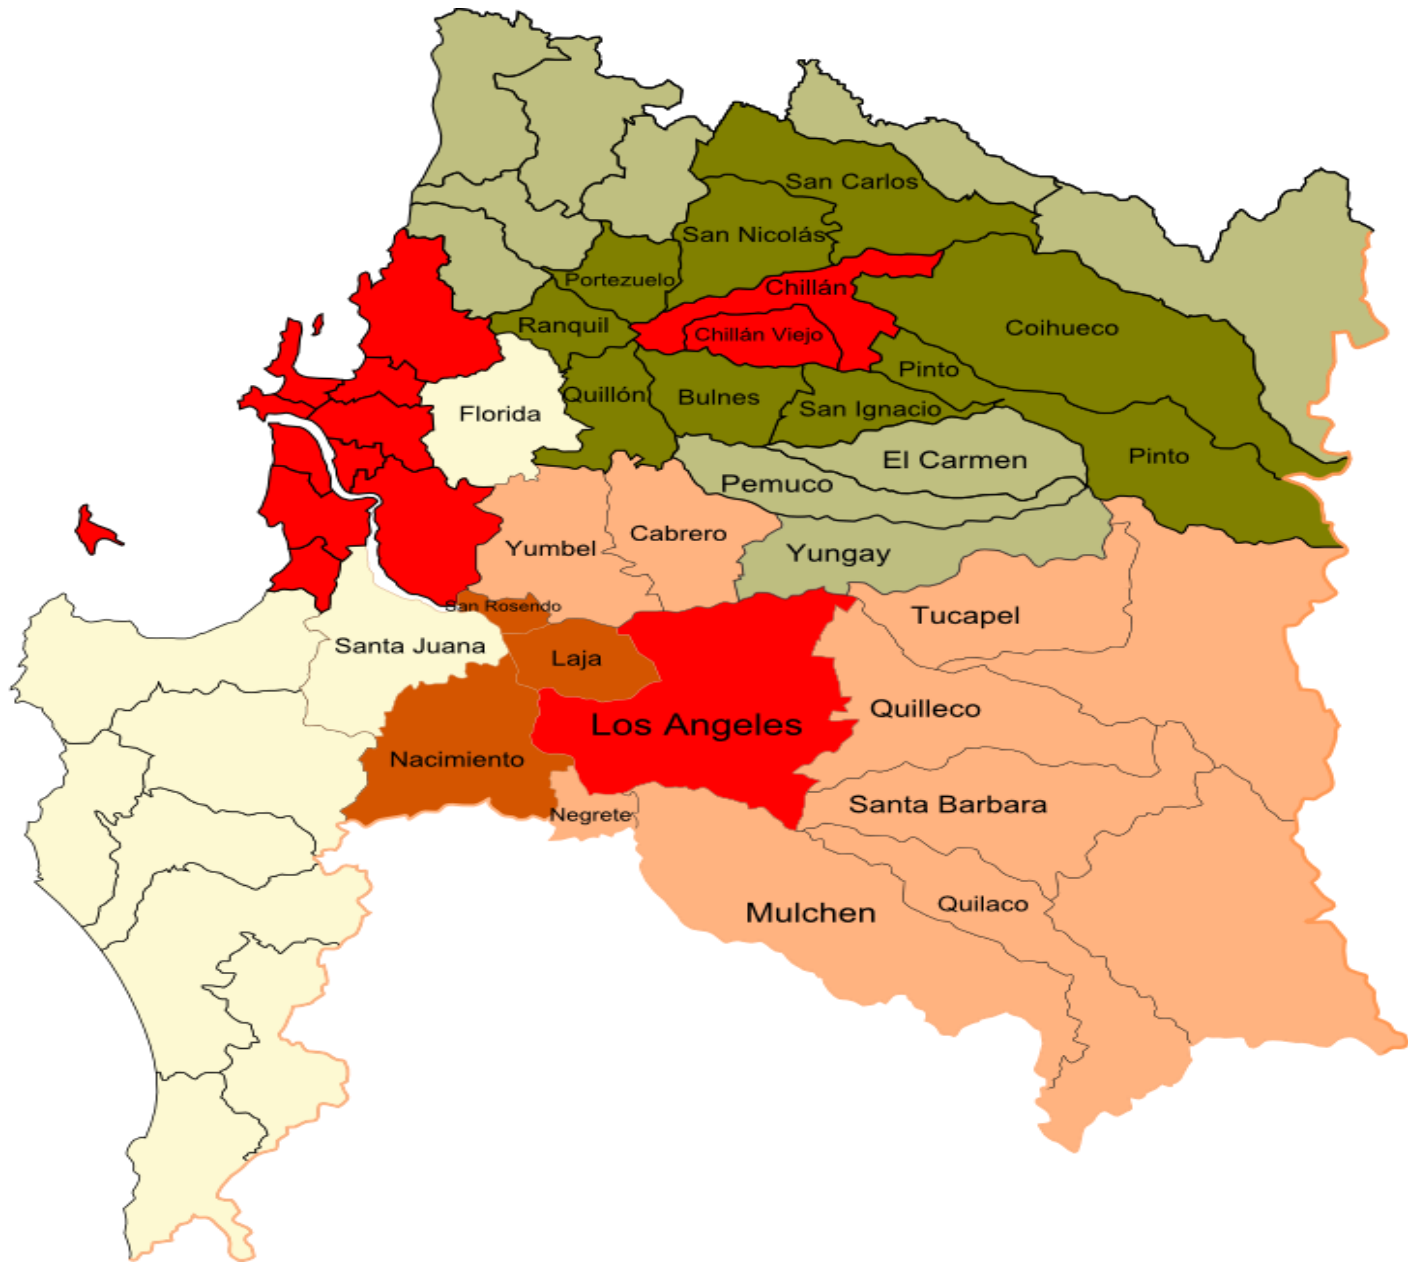 San Carlos
San Nicolás
Portezuelo
Chillán
Ranquil
Chillán Viejo
Coihueco
Pinto
Quillón
Bulnes
San Ignacio
Florida
El Carmen
Pinto
Pemuco
Cabrero
Yumbel
Yungay
San Rosendo
Tucapel
Santa Juana
Laja
Quilleco
Los Angeles
Nacimiento
Santa Barbara
Negrete
Quilaco
Mulchen